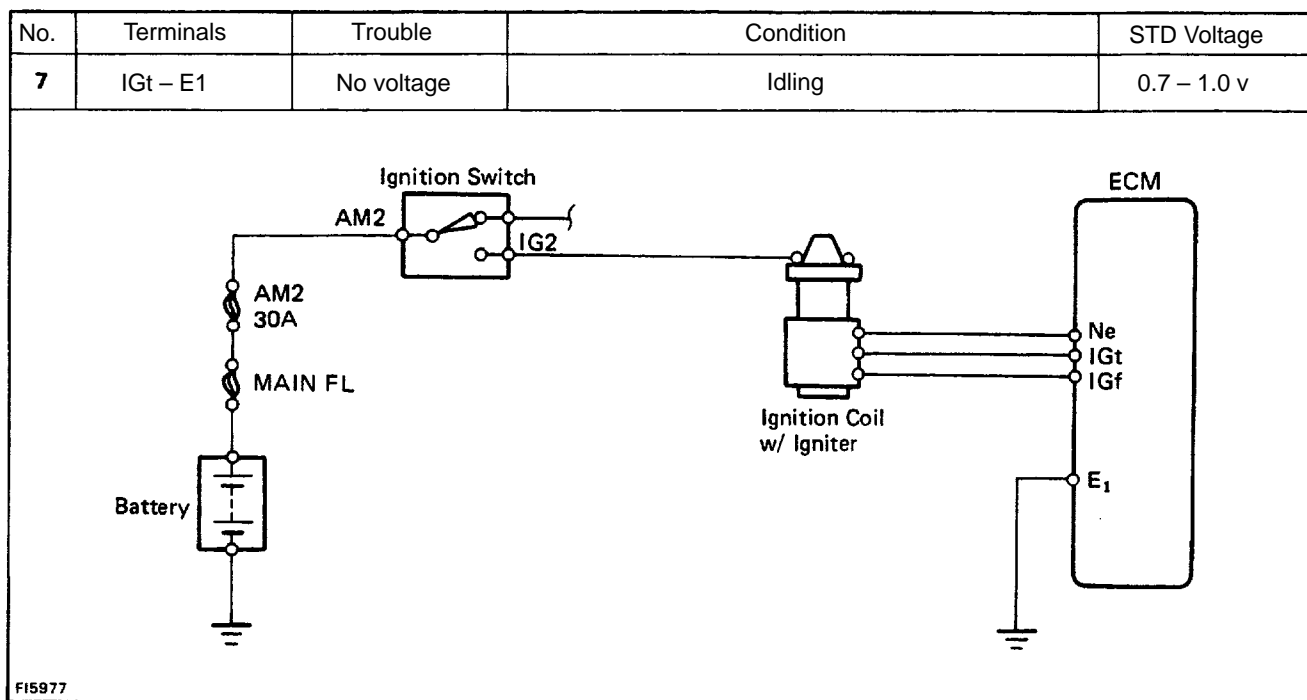 No. Terminals Trouble Condition STD Voltage
7 IGt – E1 No voltage Idling 0.7 – 1.0 v
Ignition Switch
ECM
AM2
IG2
AM2
30A
MAIN FL
Ne
IGt
IGf
Ignition Coil
w/ Igniter
Battery
E₁
FI5977